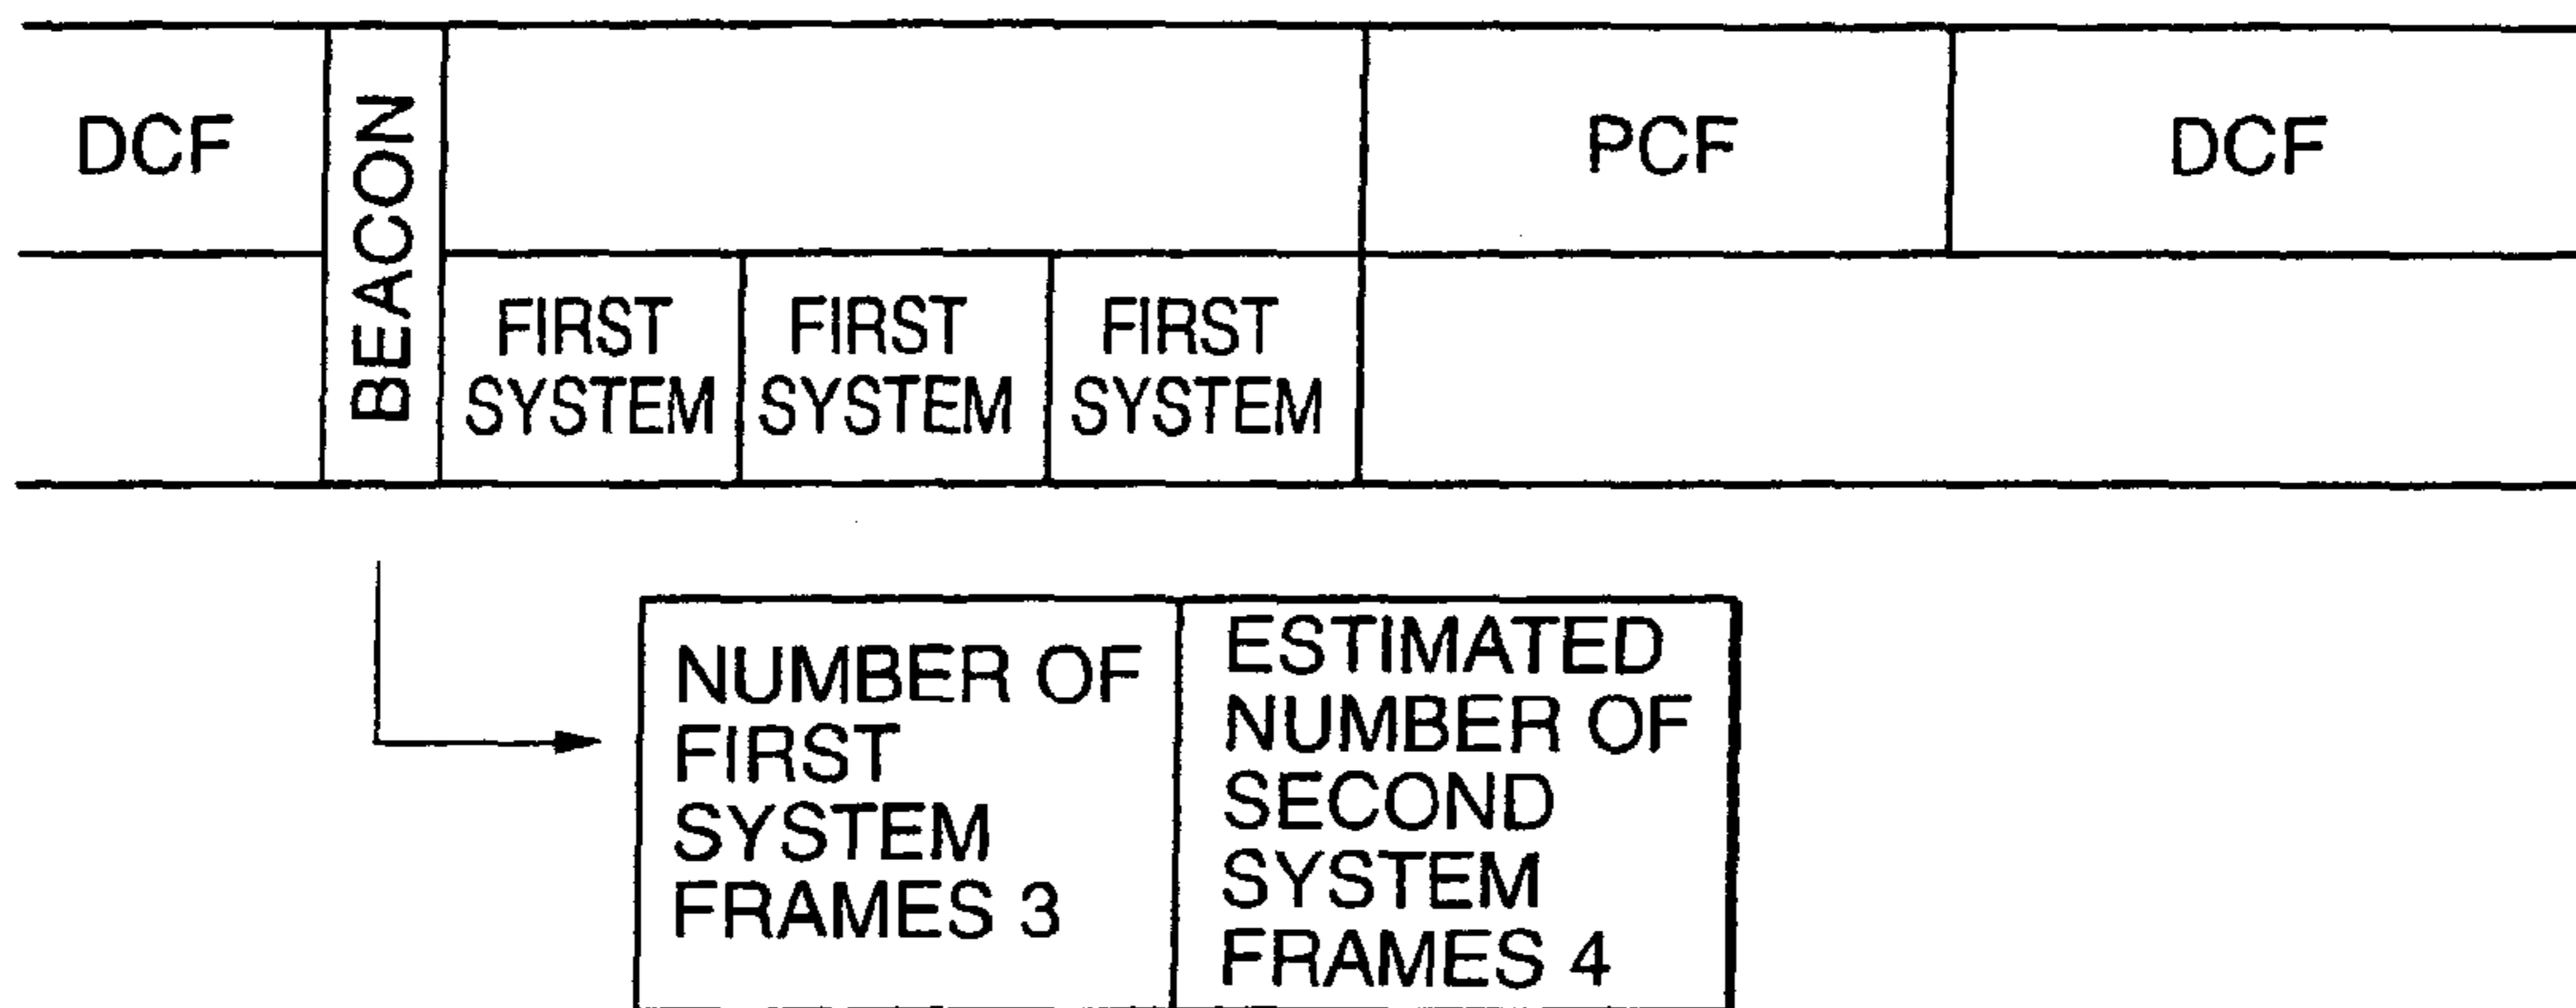 DCF
BEACON
PCF
DCF
FIRST
SYSTEM
FIRST
SYSTEM
FIRST
SYSTEM
NUMBER OF
FIRST
SYSTEM
FRAMES 3
ESTIMATED
NUMBER OF
SECOND
SYSTEM
FRAMES 4